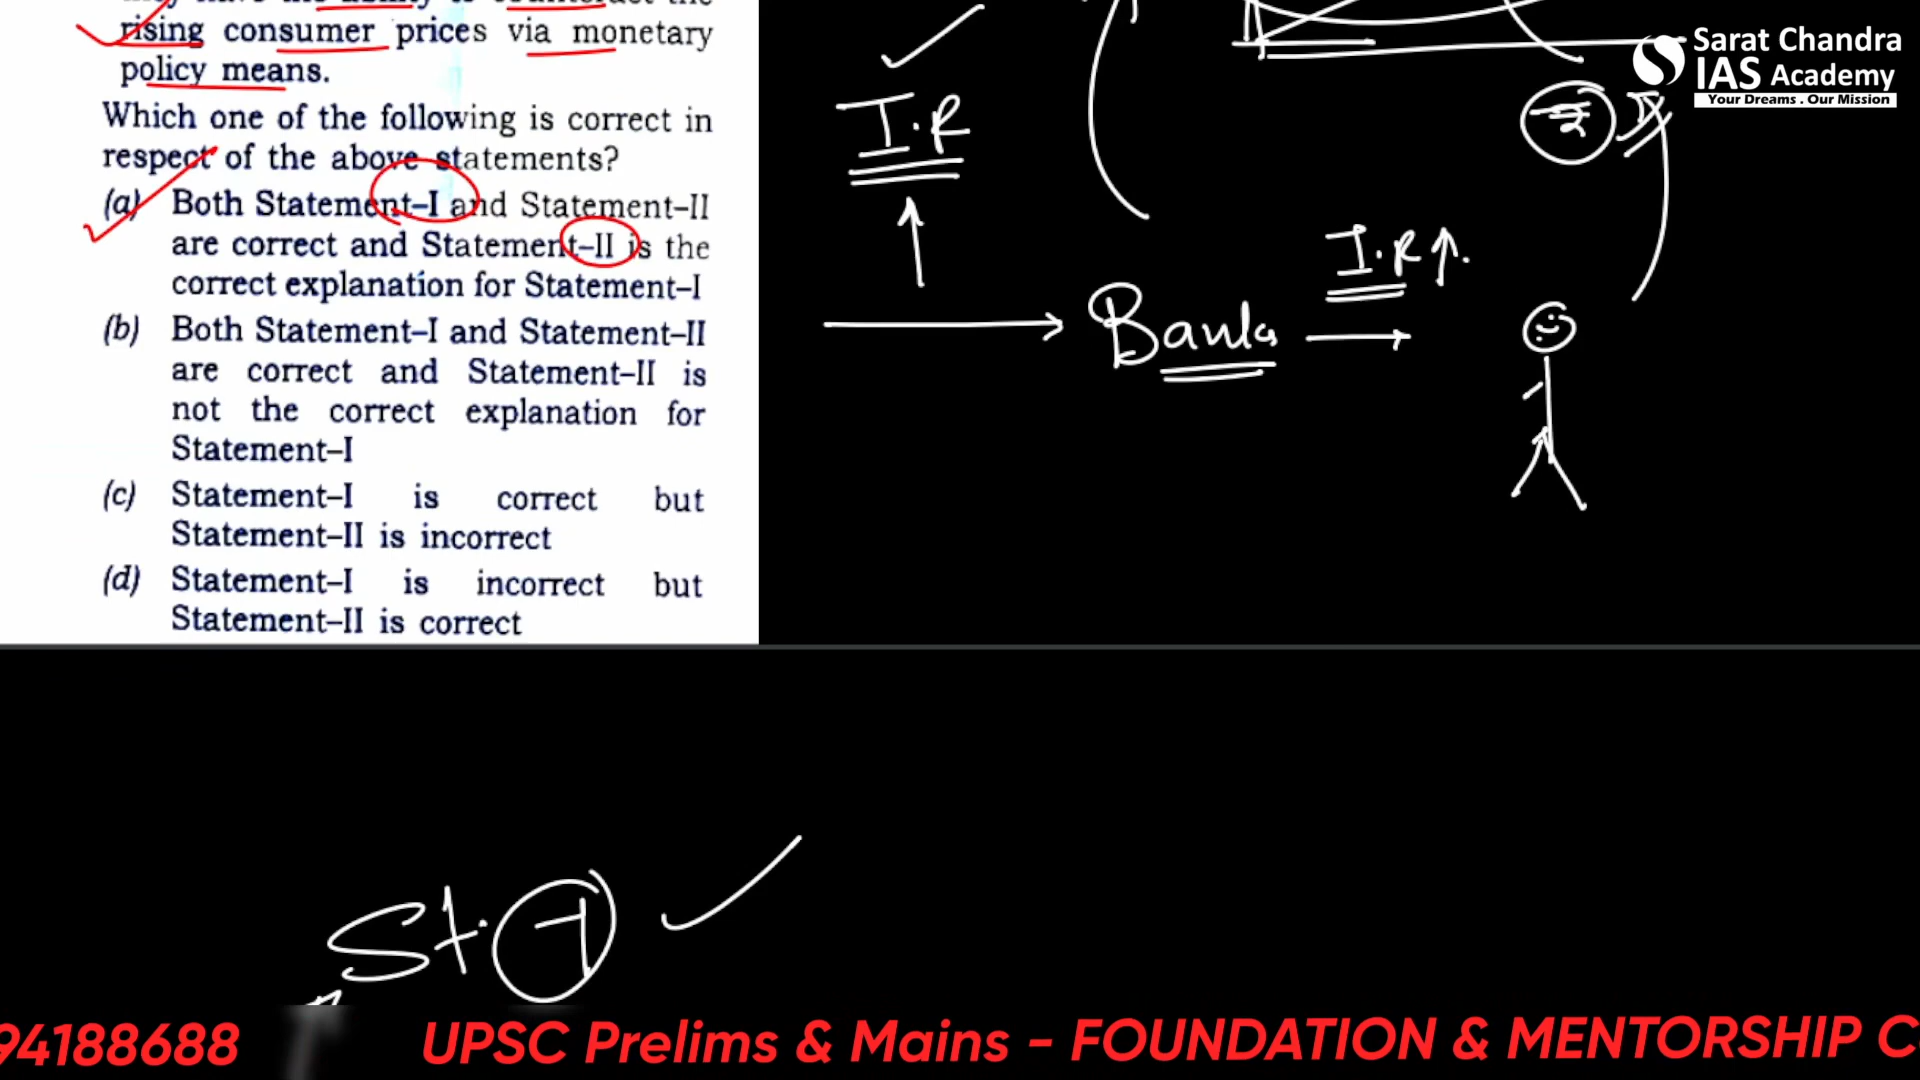 rising consumer prices via monetary
policy means.
Which one of the following is correct in
respect of the above statements?
(a) Both Statement–I and Statement–II
are correct and Statement–II is the
correct explanation for Statement–I
(b) Both Statement–I and Statement–II
are correct and Statement–II is
not the correct explanation for
Statement–I
(c) Statement–I is correct but
Statement–II is incorrect
(d) Statement–I is incorrect but
Statement–II is correct
I.R
₹
I.R↑.
Banks
Sarat Chandra
IAS Academy
Your Dreams . Our Mission
St.
94188688 UPSC Prelims & Mains - FOUNDATION & MENTORSHIP C